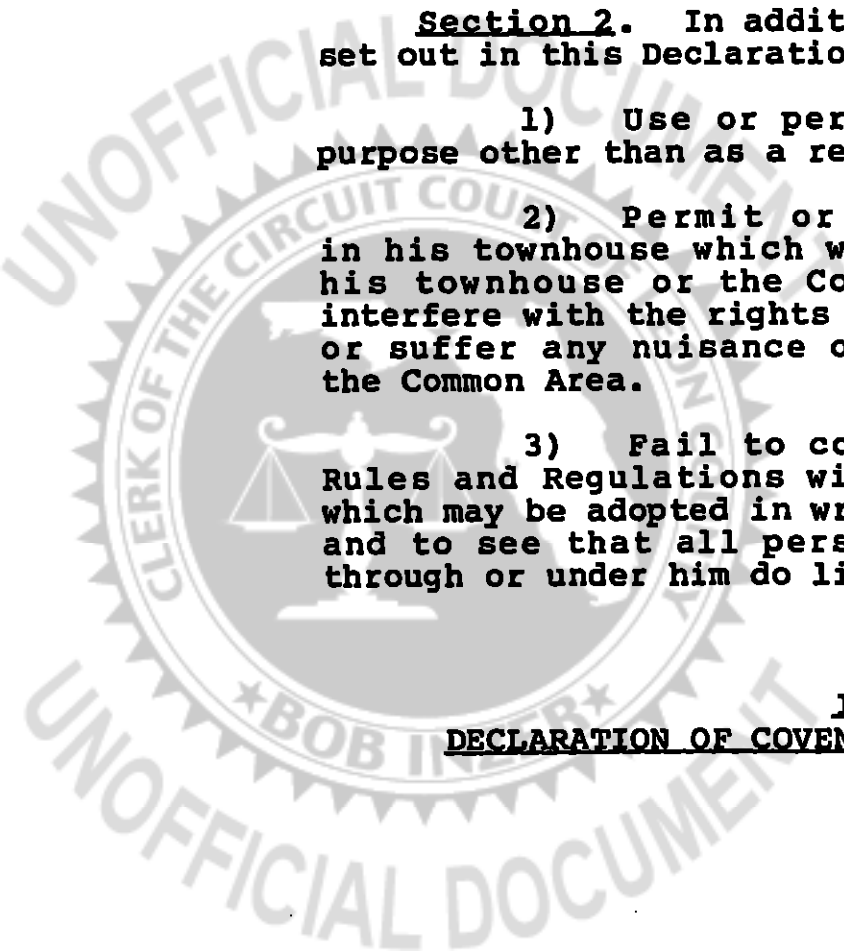 Section 2. In addit
set out in this Declaratio
1) Use or per
purpose other than as a re
2) Permit or
in his townhouse which w
his townhouse or the Co
interfere with the rights
or suffer any nuisance o
the Common Area.
3) Fail to co
Rules and Regulations wi
which may be adopted in wr
and to see that all pers
through or under him do li
DECLARATION OF COVEN
UNOFFICIAL DOCUMENT
CLERK OF THE CIRCUIT COURT
BOB
UNOFFICIAL DOCUMENT